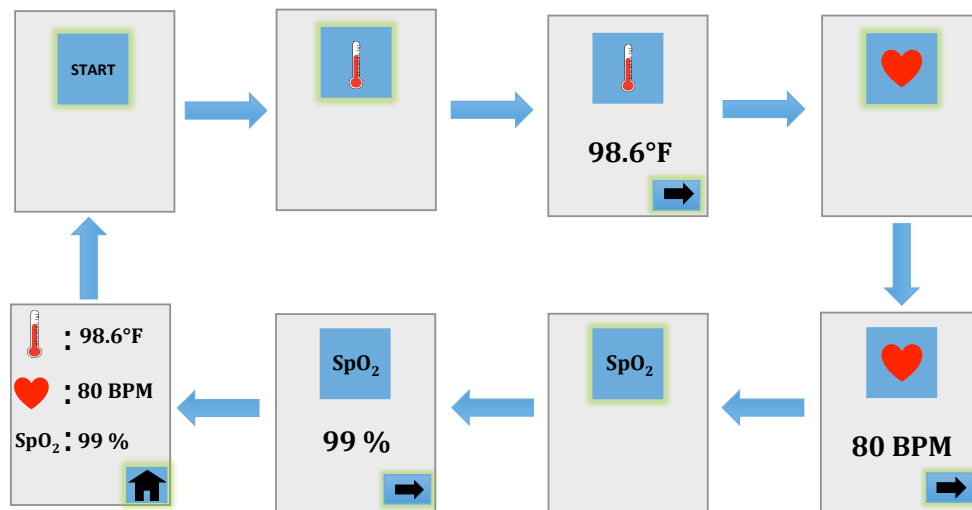 START
98.6°F
80 BPM
SpO₂
SpO₂
99 %
: 98.6°F
: 80 BPM
SpO₂ : 99 %